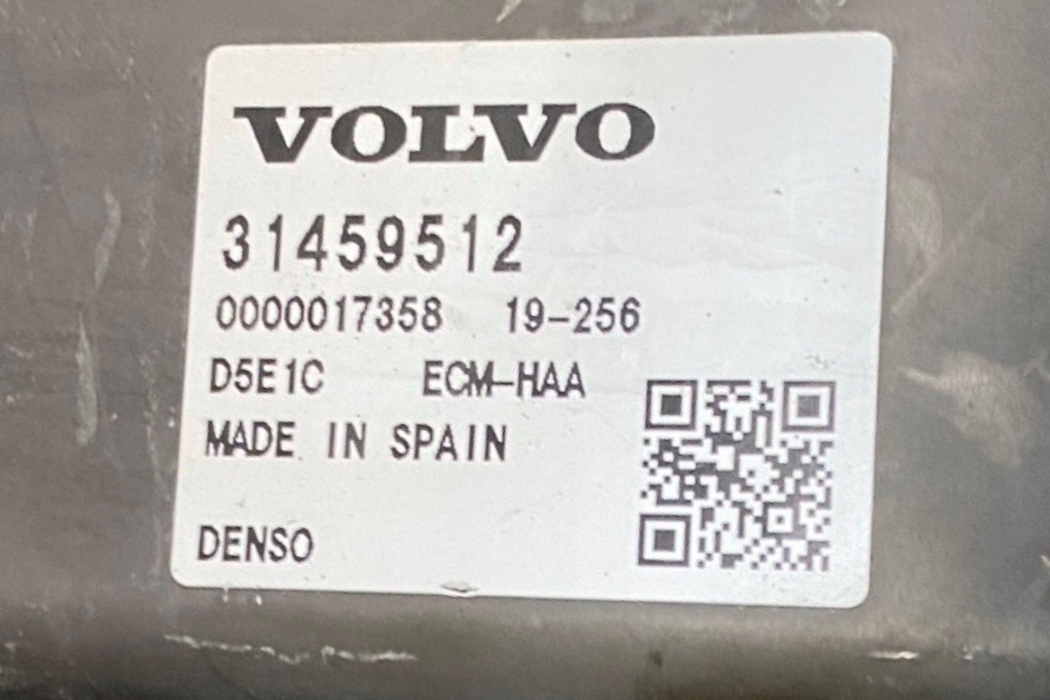 VOLVO
31459512
0000017358 19-256
D5E1C ECM-HAA
MADE IN SPAIN
DENSO